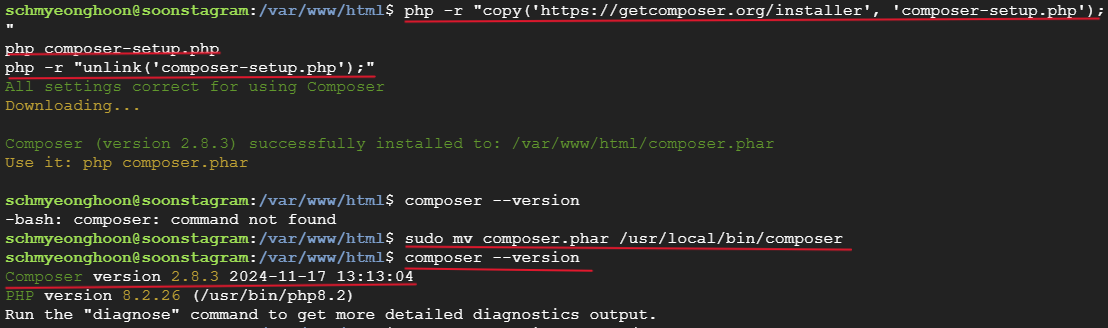 schmyeonghoon@soonstagram:/var/www/html$ php -r "copy('https://getcomposer.org/installer', 'composer-setup.php');
"
php composer-setup.php
php -r "unlink('composer-setup.php');"
All settings correct for using Composer
Downloading...
Composer (version 2.8.3) successfully installed to: /var/www/html/composer.phar
Use it: php composer.phar
schmyeonghoon@soonstagram:/var/www/html$ composer --version
-bash: composer: command not found
schmyeonghoon@soonstagram:/var/www/html$ sudo mv composer.phar /usr/local/bin/composer
schmyeonghoon@soonstagram:/var/www/html$ composer --version
Composer version 2.8.3 2024-11-17 13:13:04
PHP version 8.2.26 (/usr/bin/php8.2)
Run the "diagnose" command to get more detailed diagnostics output.